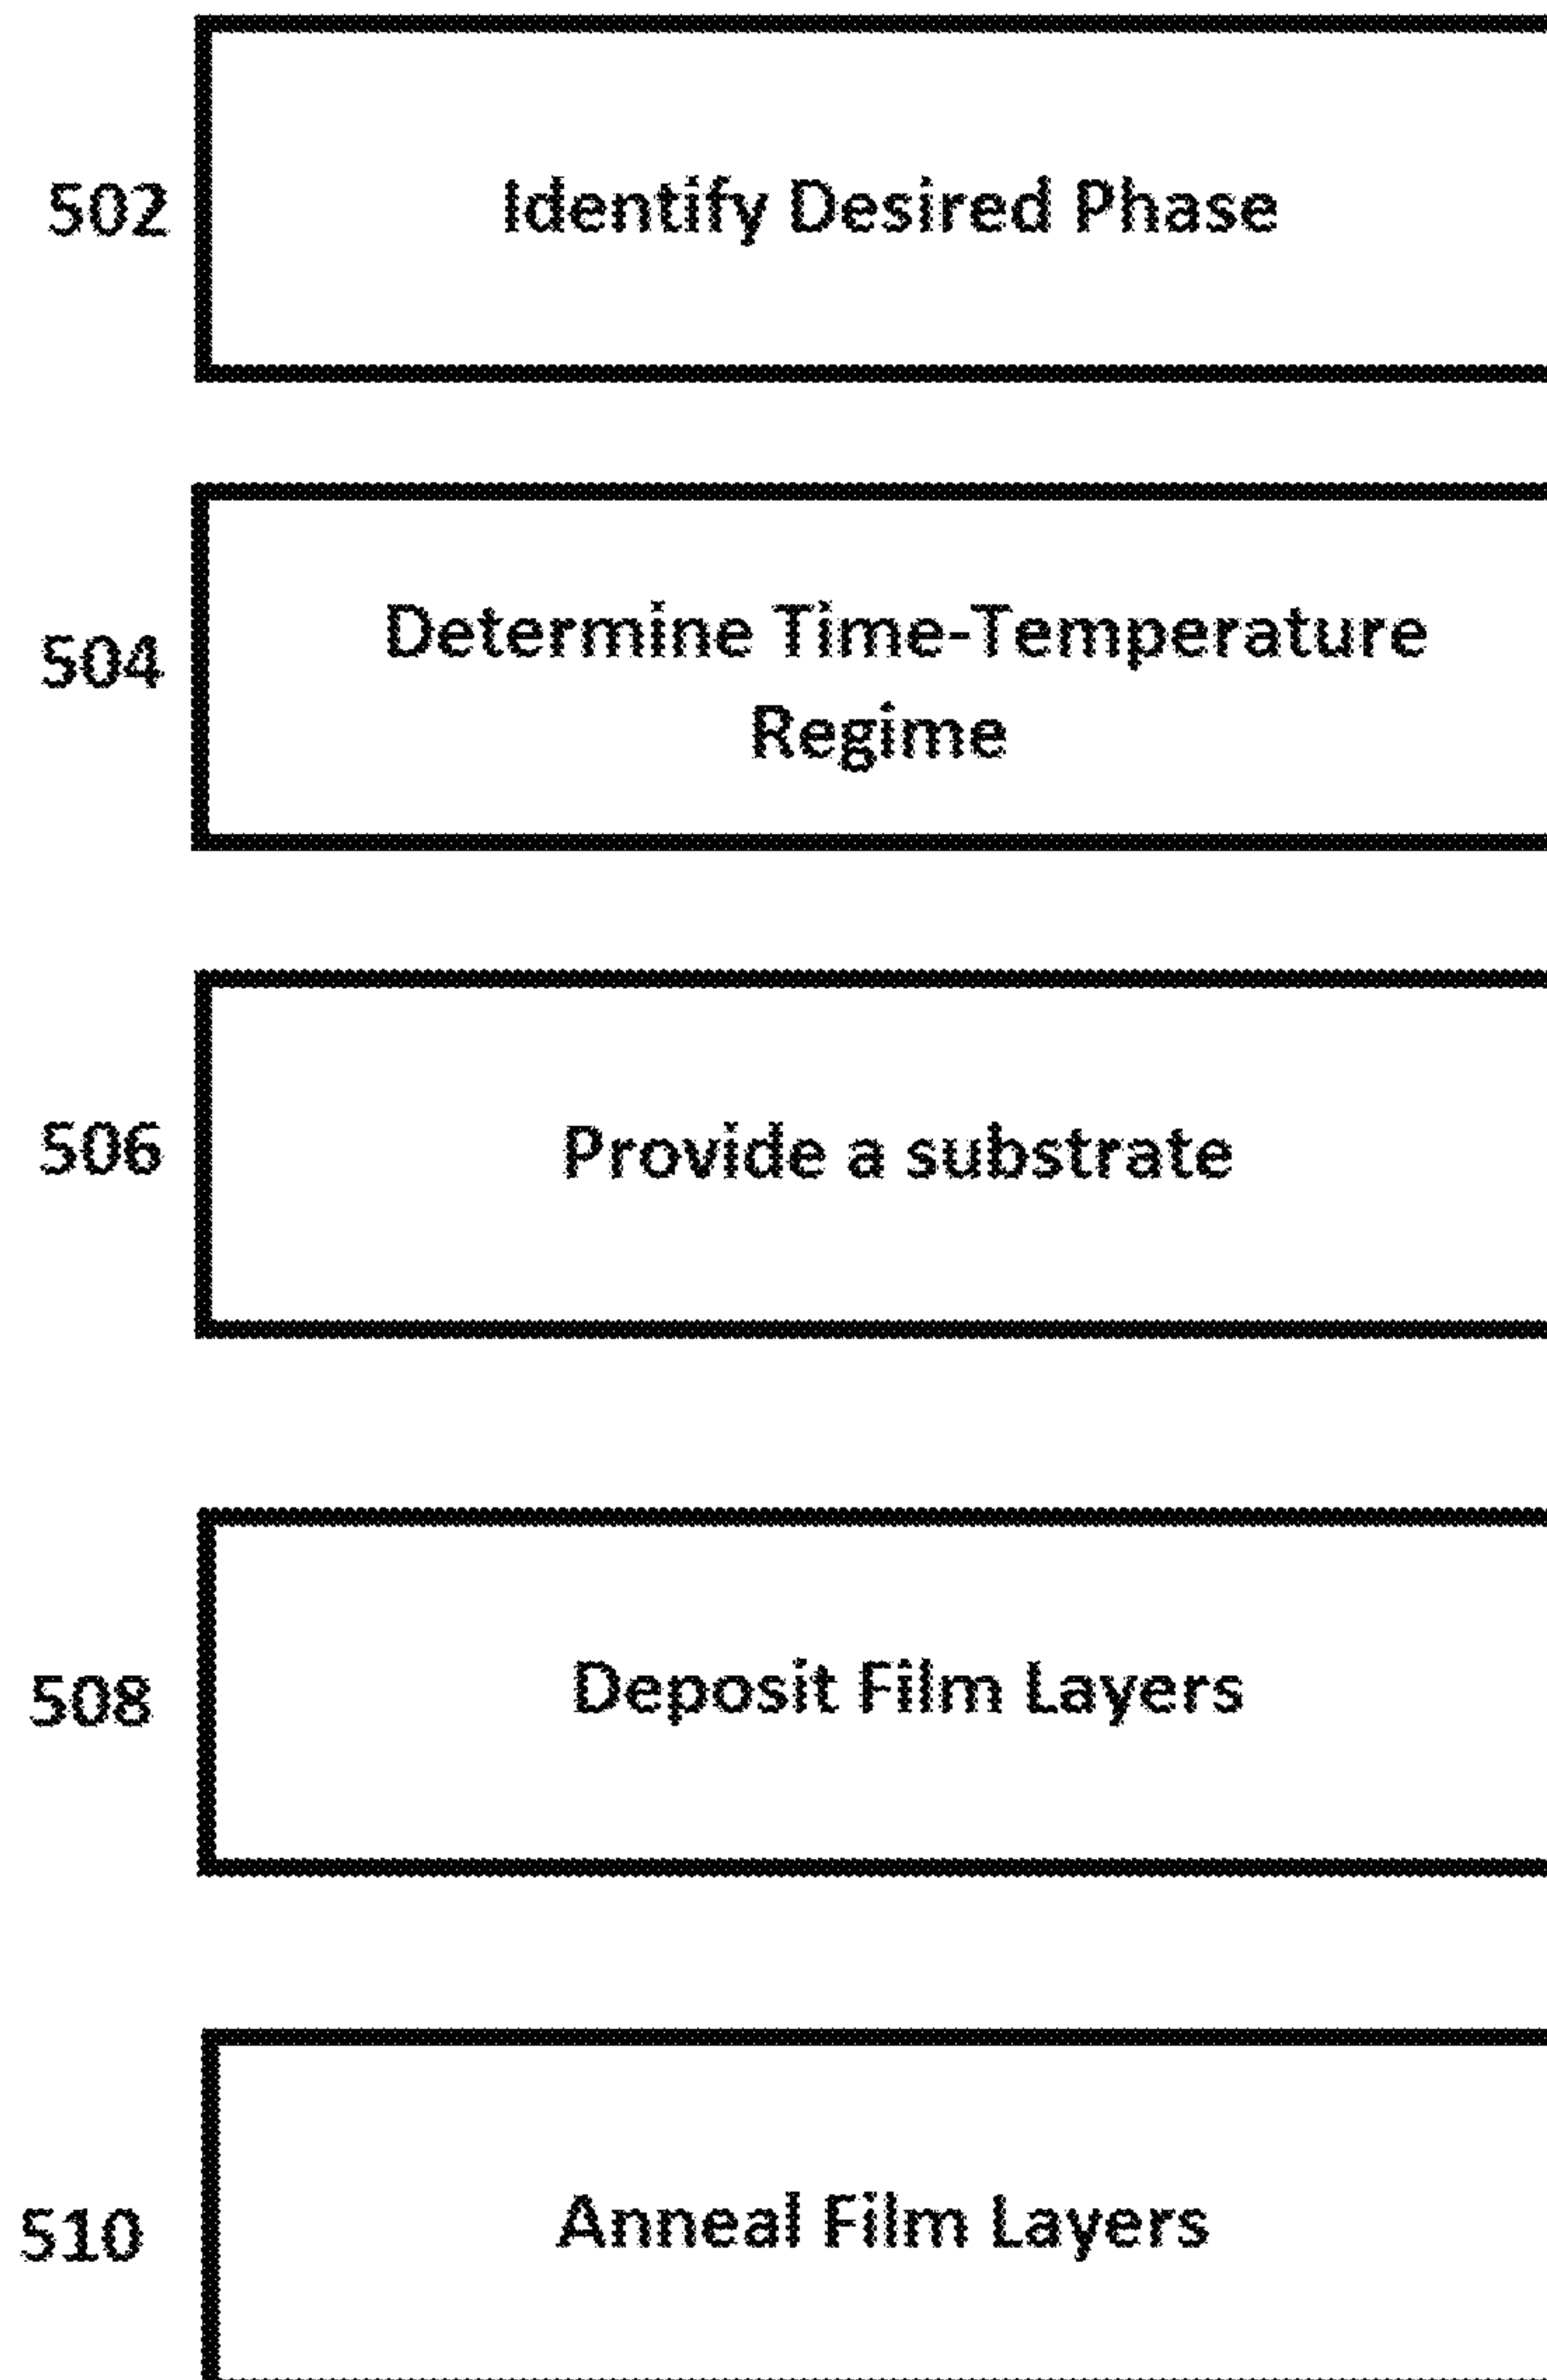 502
Identify Desired Phase
504
Determine Time-Temperature
Regime
506
Provide a substrate
508
Deposit Film Layers
510
Anneal Film Layers